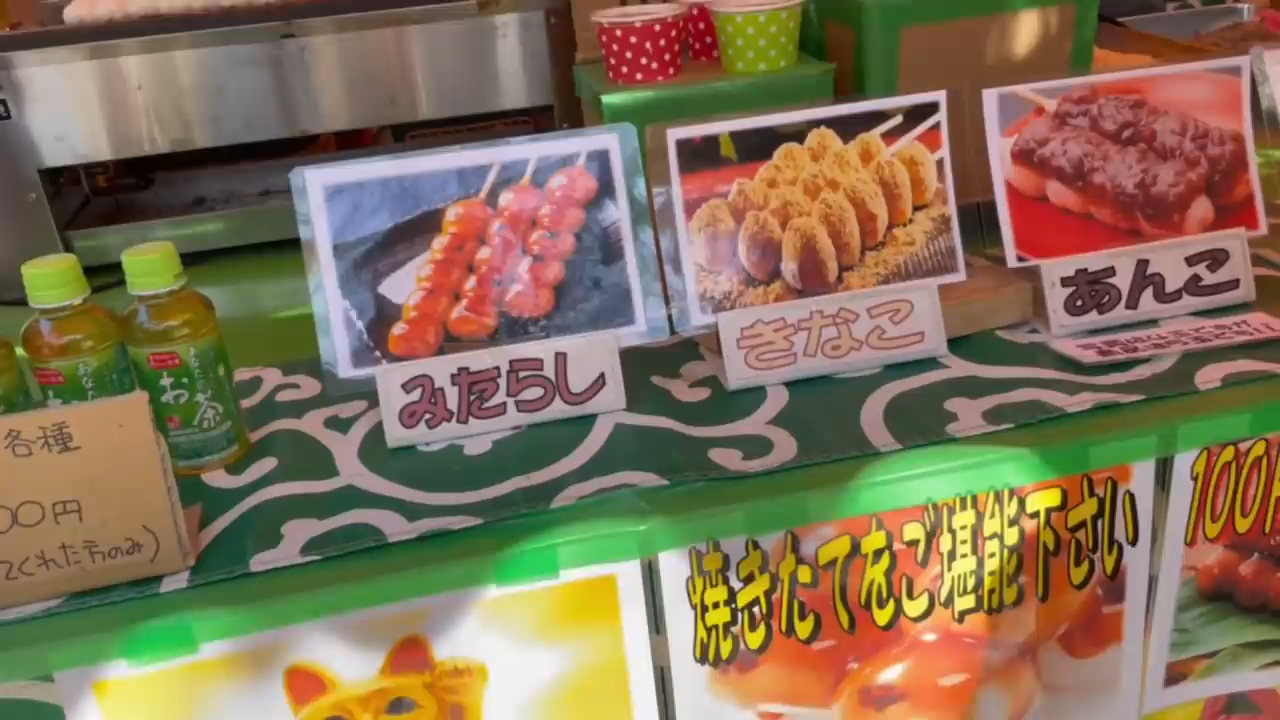 みたらし
きなこ
あんこ
お茶
各種
00円
てくれた方のみ)
焼きたてをご堪能下さい
100